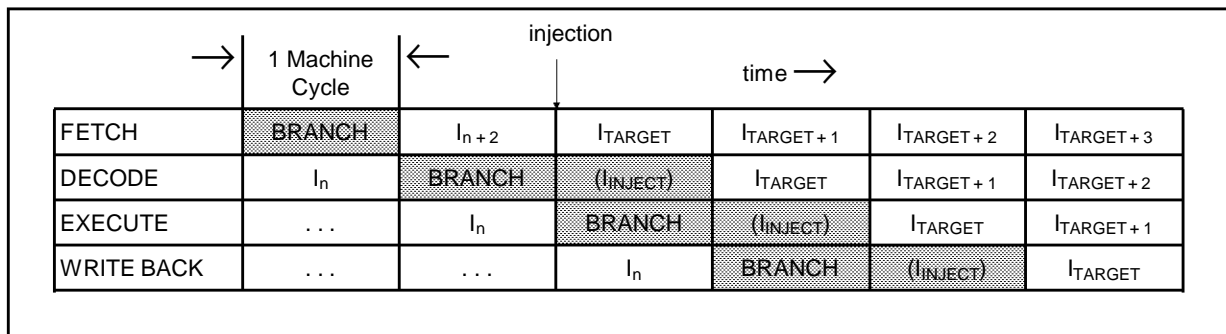 injection
1 Machine
Cycle
time
FETCH BRANCH In + 2 ITARGET ITARGET + 1 ITARGET + 2 ITARGET + 3
DECODE In BRANCH (IINJECT) ITARGET ITARGET + 1 ITARGET + 2
EXECUTE . . . In BRANCH (IINJECT) ITARGET ITARGET + 1
WRITE BACK . . . . . . In BRANCH (IINJECT) ITARGET